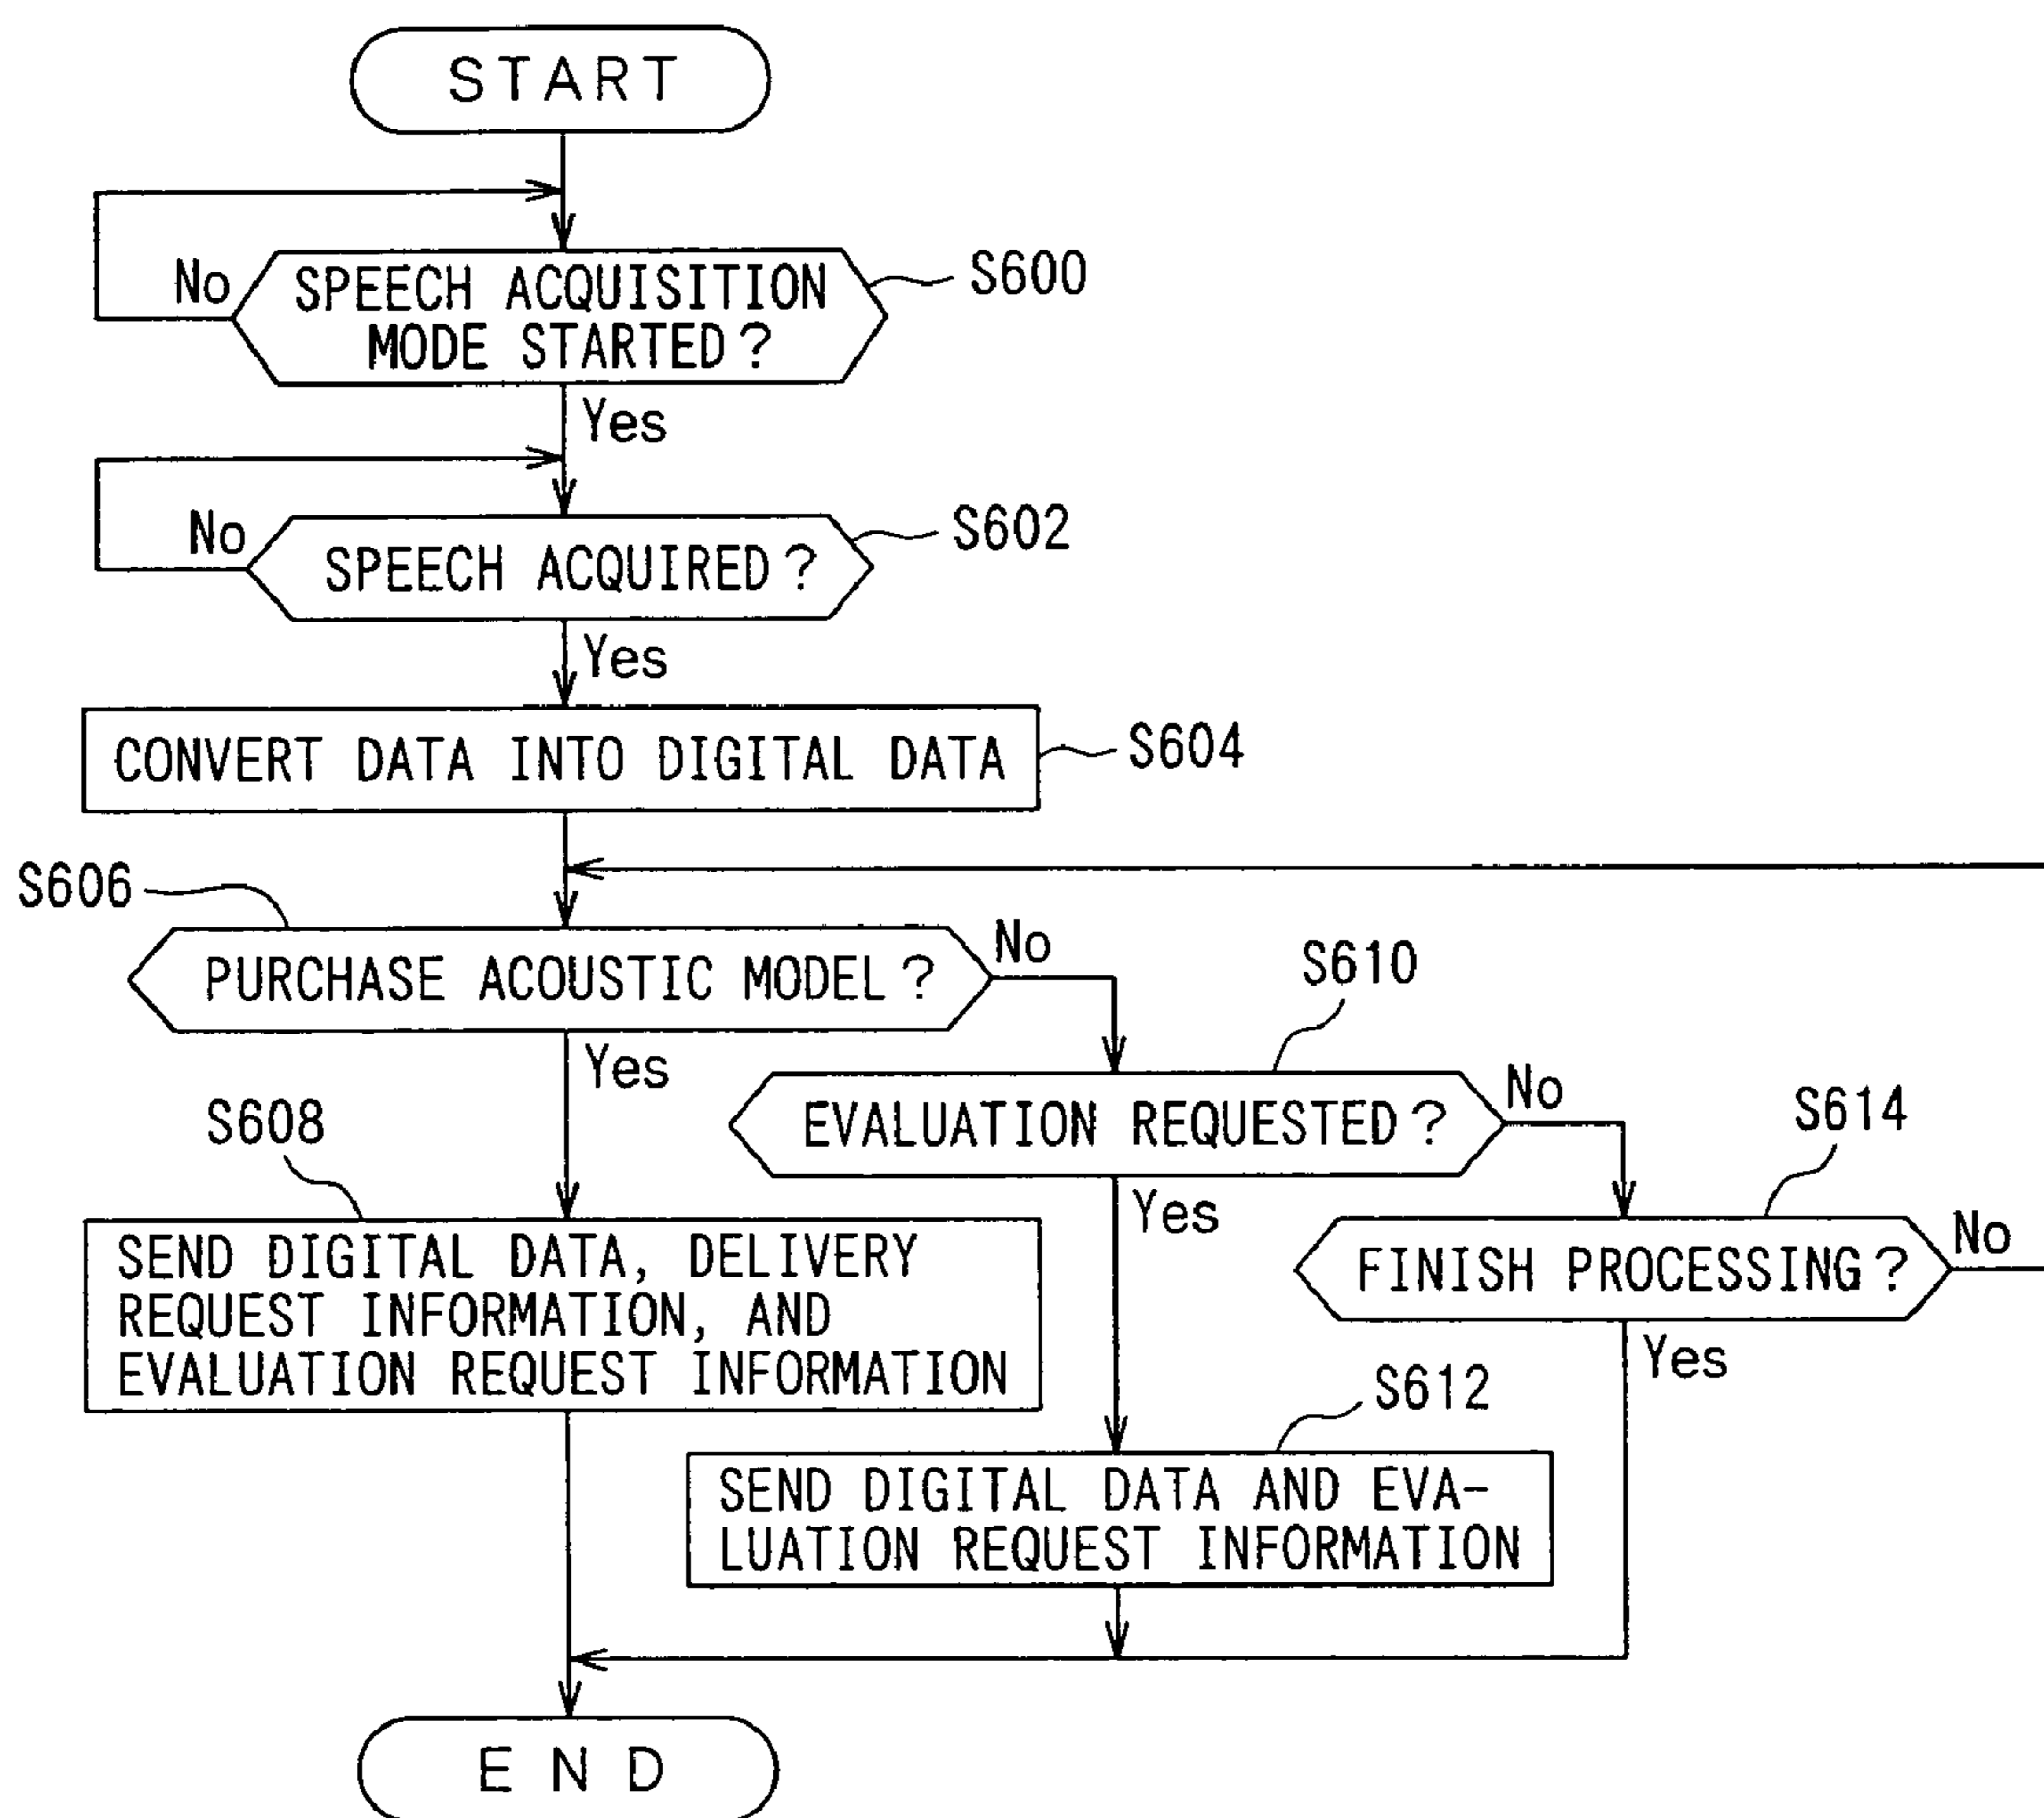 START
No
SPEECH ACQUISITION
MODE STARTED?
S600
Yes
No
SPEECH ACQUIRED?
S602
Yes
CONVERT DATA INTO DIGITAL DATA
S604
S606
PURCHASE ACOUSTIC MODEL?
No
Yes
S610
EVALUATION REQUESTED?
No
Yes
S614
FINISH PROCESSING?
No
Yes
S608
SEND DIGITAL DATA, DELIVERY
REQUEST INFORMATION, AND
EVALUATION REQUEST INFORMATION
S612
SEND DIGITAL DATA AND EVA-
LUATION REQUEST INFORMATION
END